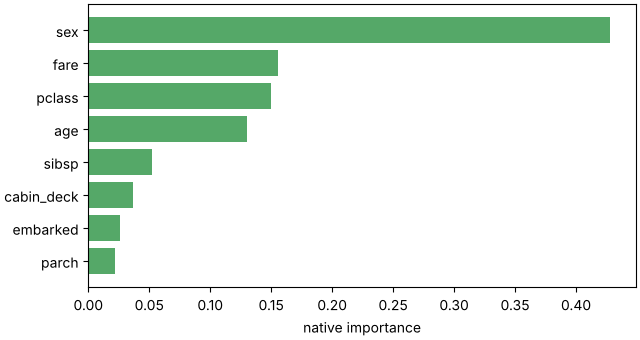 sex
fare
pclass
age
sibsp
cabin_deck
embarked
parch
0.00 0.05 0.10 0.15 0.20 0.25 0.30 0.35 0.40
native importance